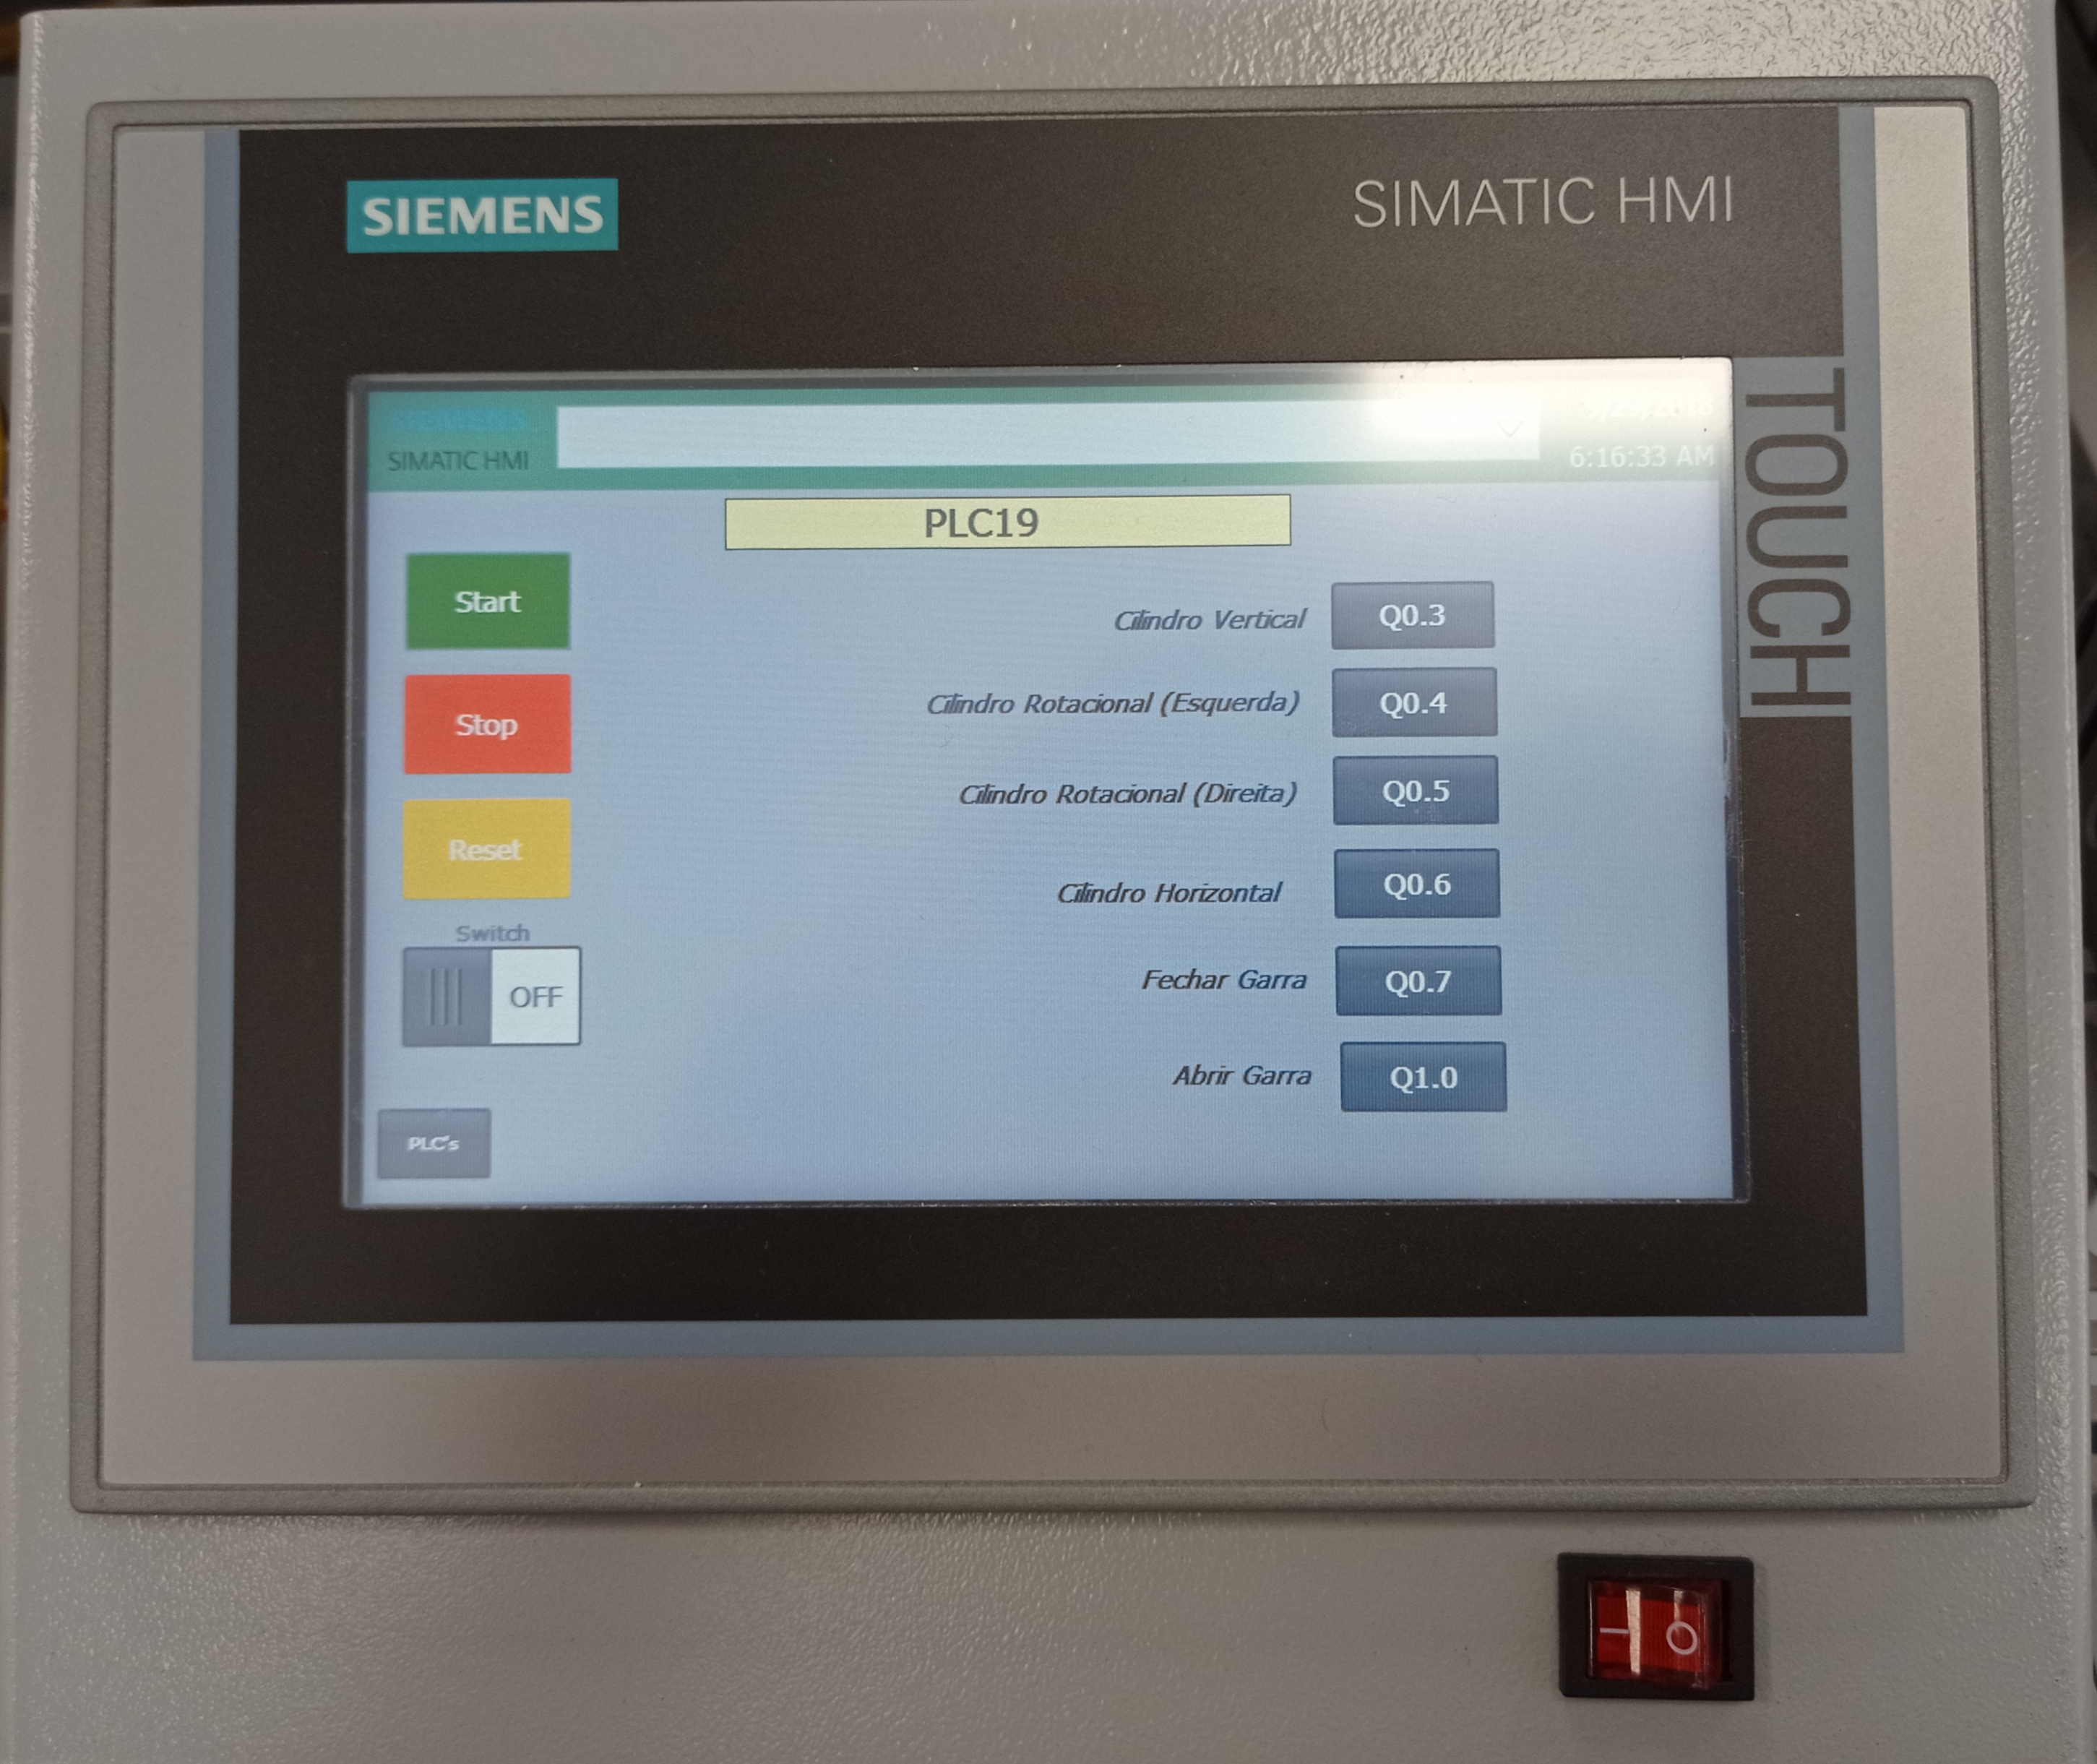 SIEMENS
SIMATIC HMI
TOUCH
SIEMENS
SIMATIC HMI
6:16:33 AM
PLC19
Start
Stop
Reset
Switch
OFF
PLC's
Cilindro Vertical Q0.3
Cilindro Rotacional (Esquerda) Q0.4
Cilindro Rotacional (Direita) Q0.5
Cilindro Horizontal Q0.6
Fechar Garra Q0.7
Abrir Garra Q1.0
I O